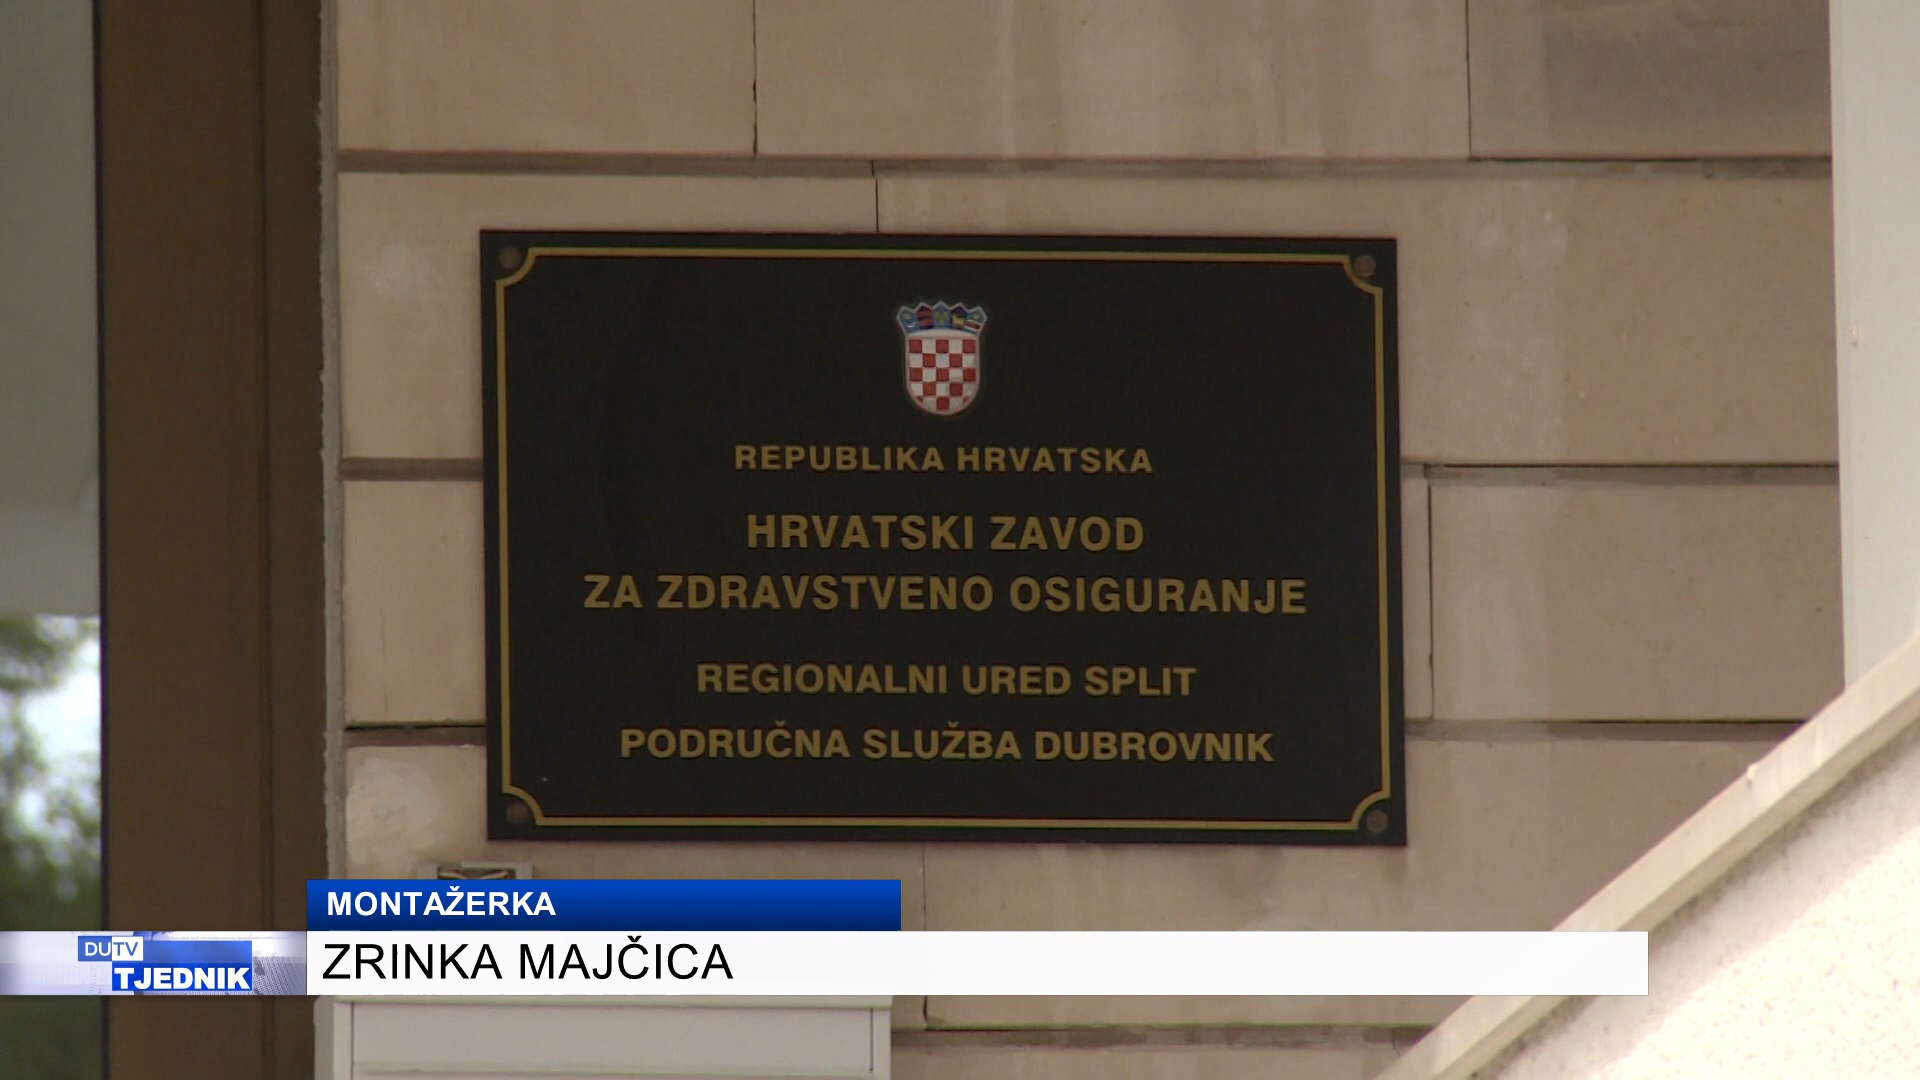 REPUBLIKA HRVATSKA
HRVATSKI ZAVOD
ZA ZDRAVSTVENO OSIGURANJE
REGIONALNI URED SPLIT
PODRUČNA SLUŽBA DUBROVNIK
MONTAŽERKA
DUTV
TJEDNIK
ZRINKA MAJČICA